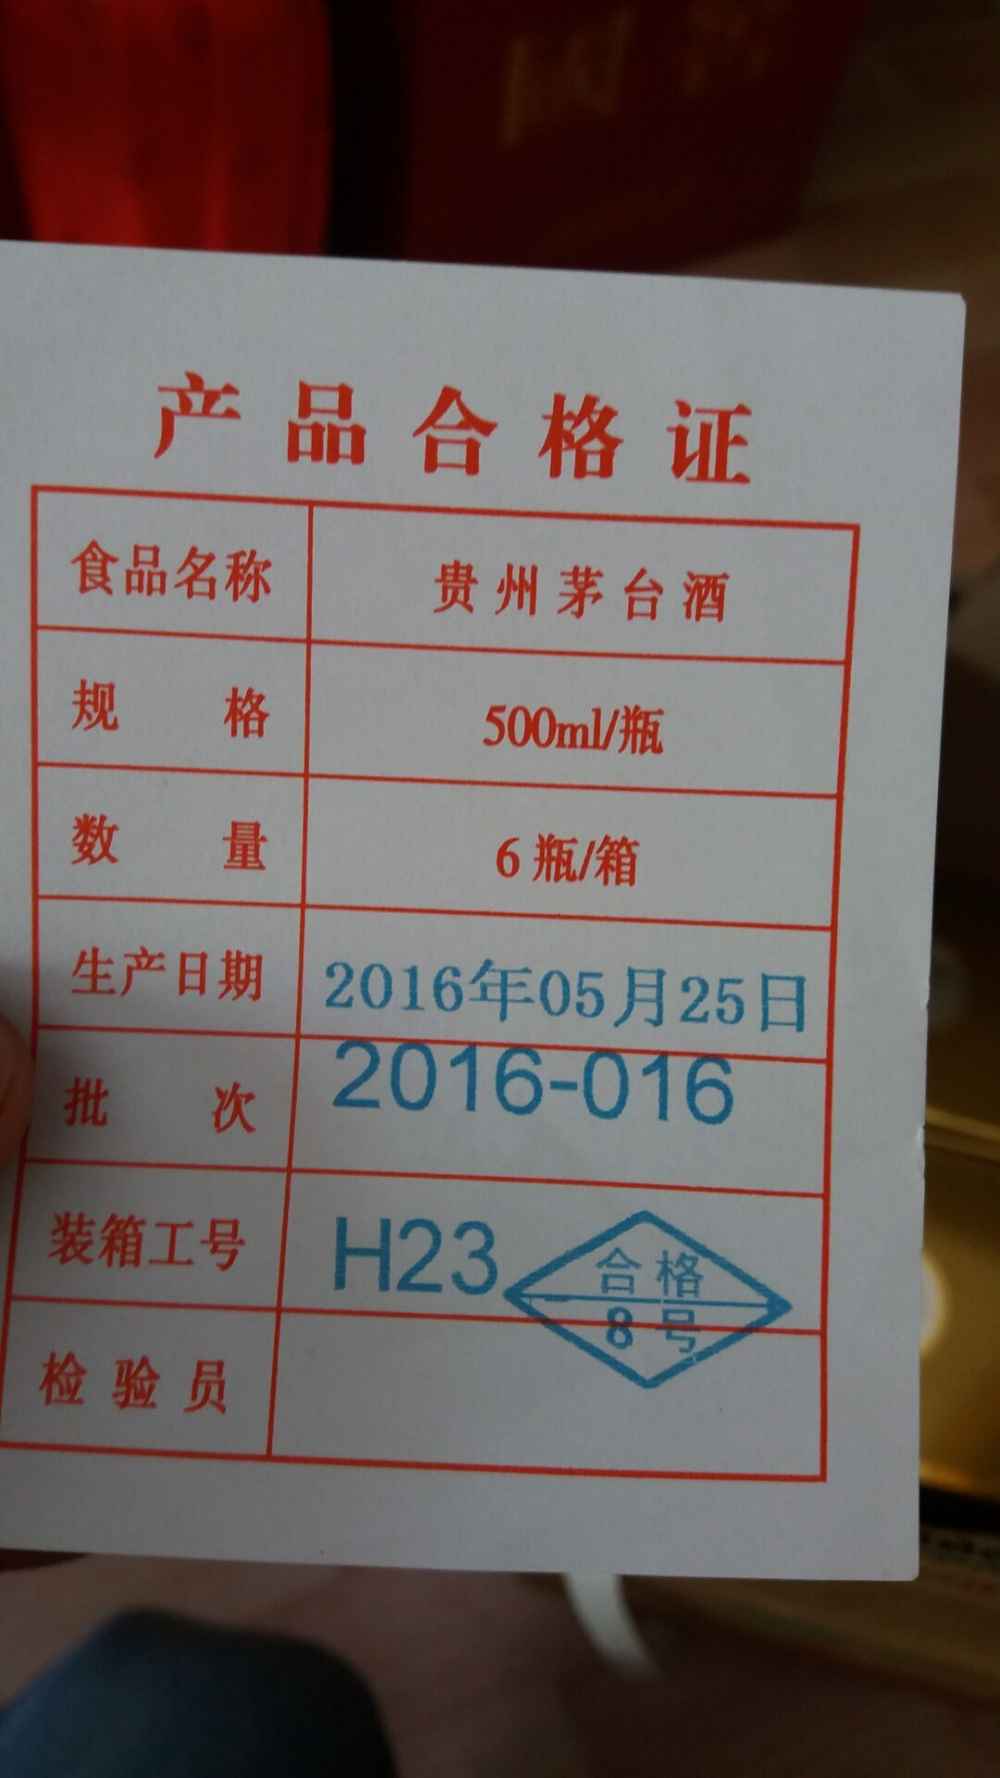 产品合格证
食品名称 贵州茅台酒
规格 500ml/瓶
数量 6瓶/箱
生产日期 2016年05月25日
批次 2016-016
装箱工号 H23
合格
8号
检验员